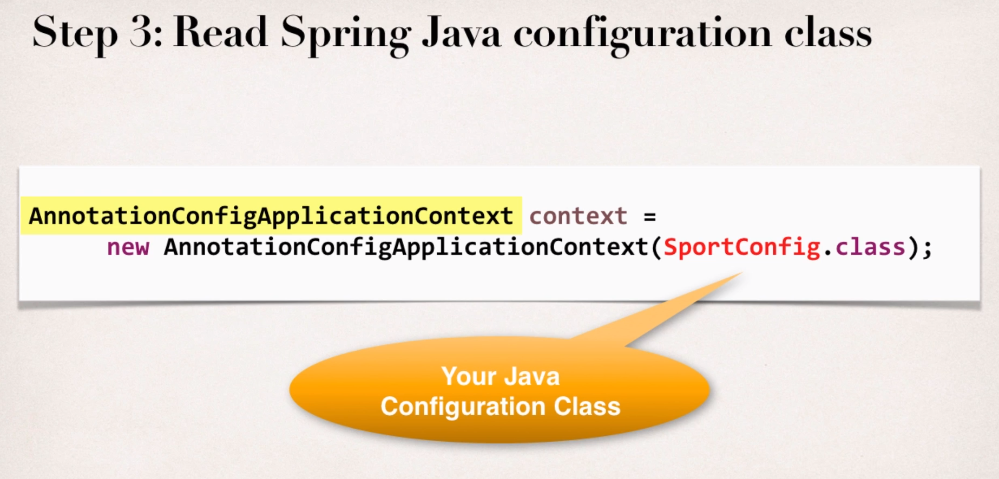 Step 3: Read Spring Java configuration class
AnnotationConfigApplicationContext context =
new AnnotationConfigApplicationContext(SportConfig.class);
Your Java
Configuration Class